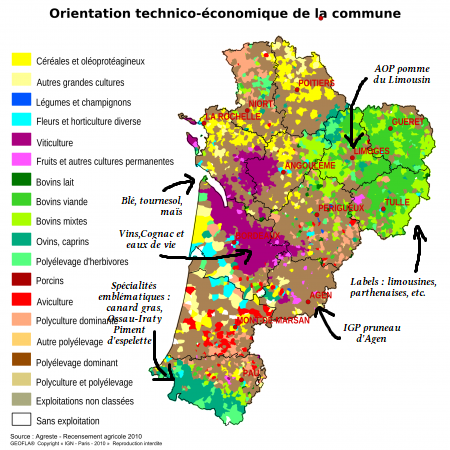 Orientation technico-économique de la commune
Céréales et oléoprotéagineux
Autres grandes cultures
Légumes et champignons
Fleurs et horticulture diverse
Viticulture
Fruits et autres cultures permanentes
Bovins lait
Bovins viande
Bovins mixtes
Ovins, caprins
Polyélevage d'herbivores
Porcins
Aviculture
Polyculture dominante
Autre polyélevage
Polyélevage dominant
Polyculture et polyélevage
Exploitations non classées
Sans exploitation
Source : Agreste - Recensement agricole 2010
GEOFLA® Copyright « IGN - Paris - 2010 » Reproduction interdite
AOP pomme
du Limousin
POITIERS
NIORT
LA ROCHELLE
GUERET
LIMOGES
ANGOULEME
Blé, tournesol,
maïs
PERIGUEUX
TULLE
Vins,Cognac et
eaux de vie
BORDEAUX
Labels : limousines,
parthenaises, etc.
Spécialités
emblématiques :
canard gras,
Ossau-Iraty
Piment
d'espelette
AGEN
MONT-DE-MARSAN
IGP pruneau
d'Agen
PAU